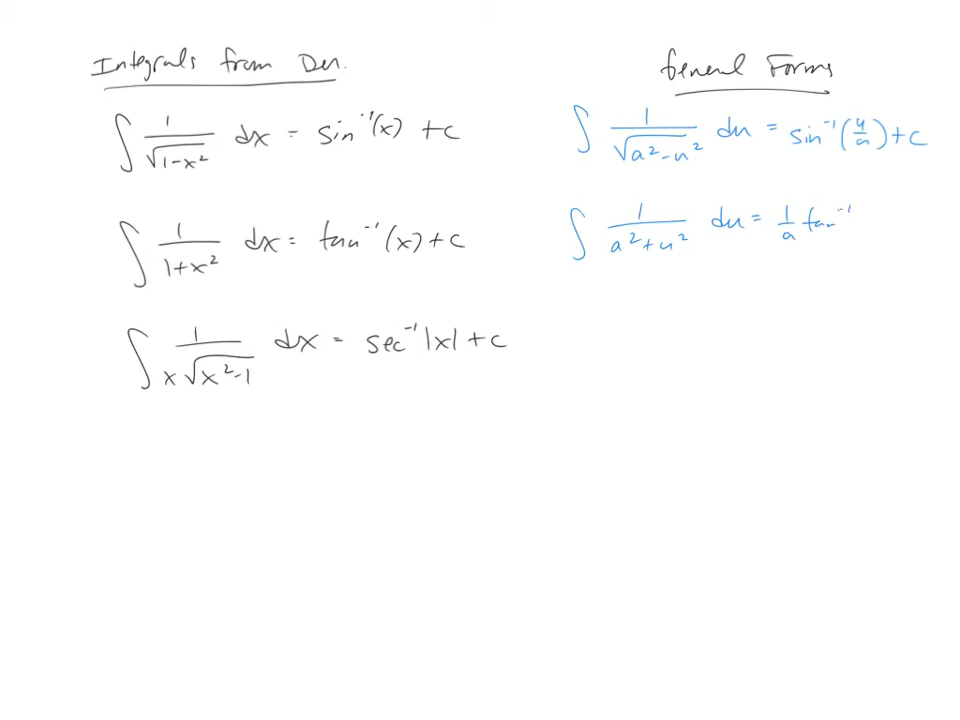 Integrals from Der.
∫ 1/√(1-x²) dx = sin⁻¹(x) + c
∫ 1/(1+x²) dx = tan⁻¹(x) + c
∫ 1/(x√(x²-1)) dx = sec⁻¹|x| + c
General Forms
∫ 1/√(a²-u²) du = sin⁻¹(u/a) + c
∫ 1/(a²+u²) du = 1/a tan⁻¹